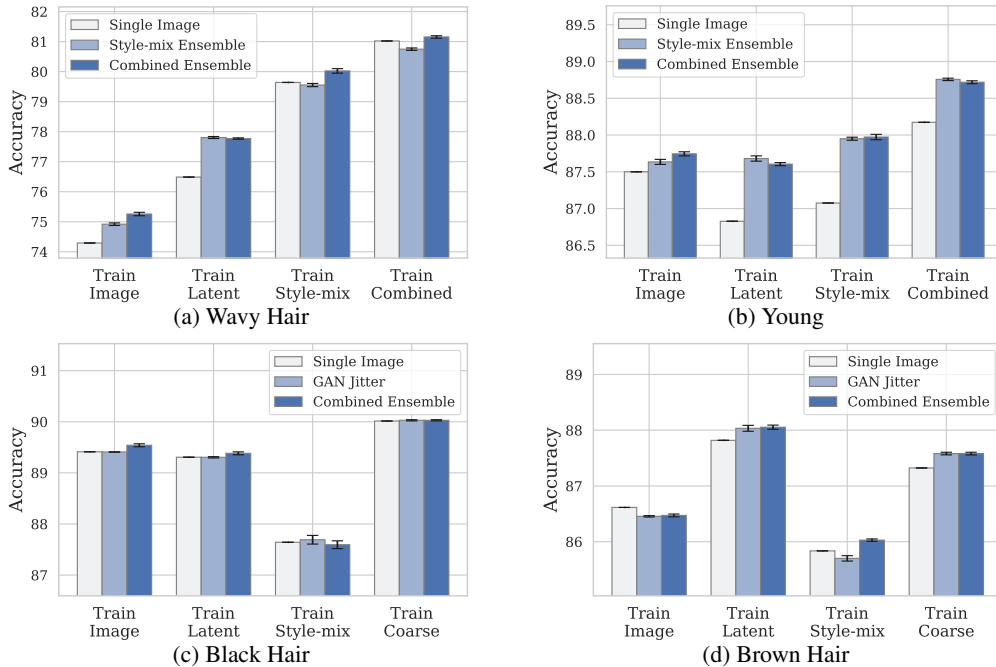 82
81
80
79
78
77
76
75
74
Accuracy
Single Image
Style-mix Ensemble
Combined Ensemble
Train Image
Train Latent
Train Style-mix
Train Combined
(a) Wavy Hair
89.5
89.0
88.5
88.0
87.5
87.0
86.5
Accuracy
Single Image
Style-mix Ensemble
Combined Ensemble
Train Image
Train Latent
Train Style-mix
Train Combined
(b) Young
91
90
89
88
87
Accuracy
Single Image
GAN Jitter
Combined Ensemble
Train Image
Train Latent
Train Style-mix
Train Coarse
(c) Black Hair
89
88
87
86
Accuracy
Single Image
GAN Jitter
Combined Ensemble
Train Image
Train Latent
Train Style-mix
Train Coarse
(d) Brown Hair